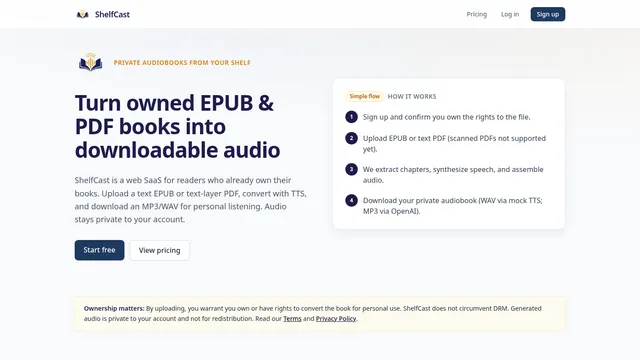 ShelfCast
Pricing
Log in
Sign up
PRIVATE AUDIOBOOKS FROM YOUR SHELF
Turn owned EPUB &
PDF books into
downloadable audio
ShelfCast is a web SaaS for readers who already own their
books. Upload a text EPUB or text-layer PDF, convert with TTS,
and download an MP3/WAV for personal listening. Audio
stays private to your account.
Start free
View pricing
Simple flow
HOW IT WORKS
1 Sign up and confirm you own the rights to the file.
2 Upload EPUB or text PDF (scanned PDFs not supported
yet).
3 We extract chapters, synthesize speech, and assemble
audio.
4 Download your private audiobook (WAV via mock TTS;
MP3 via OpenAI).
Ownership matters: By uploading, you warrant you own or have rights to convert the book for personal use. ShelfCast does not circumvent DRM. Generated
audio is private to your account and not for redistribution. Read our Terms and Privacy Policy.